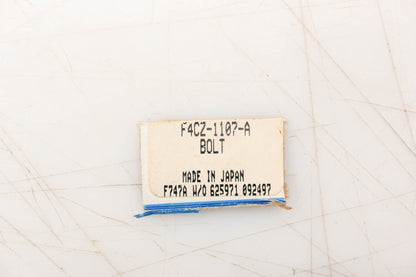 F4CZ-1107-A
BOLT
MADE IN JAPAN
F747A W/O 625971 092497